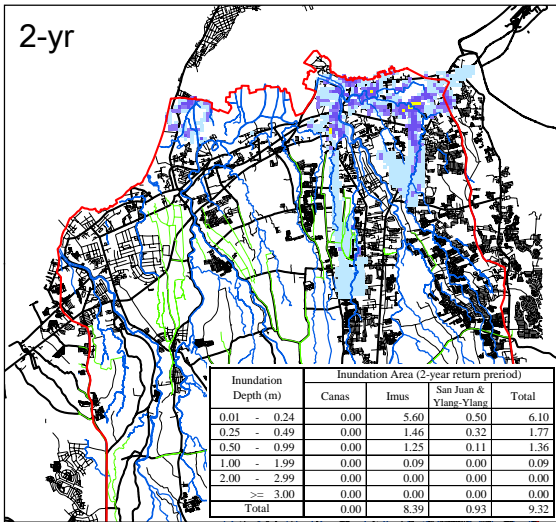 2-yr
Inundation Depth (m) Inundation Area (2-year return preriod)
Canas Imus San Juan & Ylang-Ylang Total
0.01 - 0.24 0.00 5.60 0.50 6.10
0.25 - 0.49 0.00 1.46 0.32 1.77
0.50 - 0.99 0.00 1.25 0.11 1.36
1.00 - 1.99 0.00 0.09 0.00 0.09
2.00 - 2.99 0.00 0.00 0.00 0.00
>= 3.00 0.00 0.00 0.00 0.00
Total 0.00 8.39 0.93 9.32